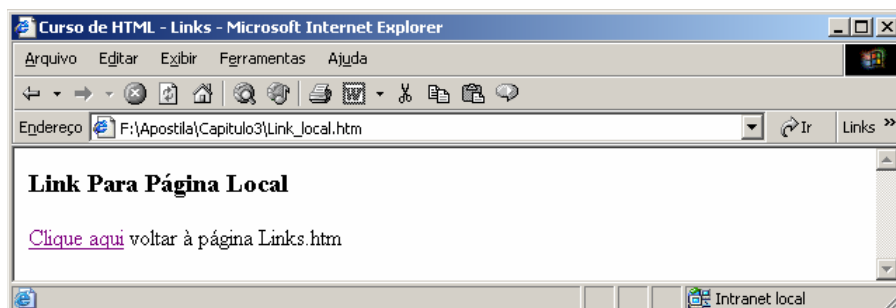 Curso de HTML - Links - Microsoft Internet Explorer
Arquivo Editar Exibir Ferramentas Ajuda
Endereço F:\Apostila\Capitulo3\Link_local.htm Ir Links »
Link Para Página Local
Clique aqui voltar à página Links.htm
Intranet local